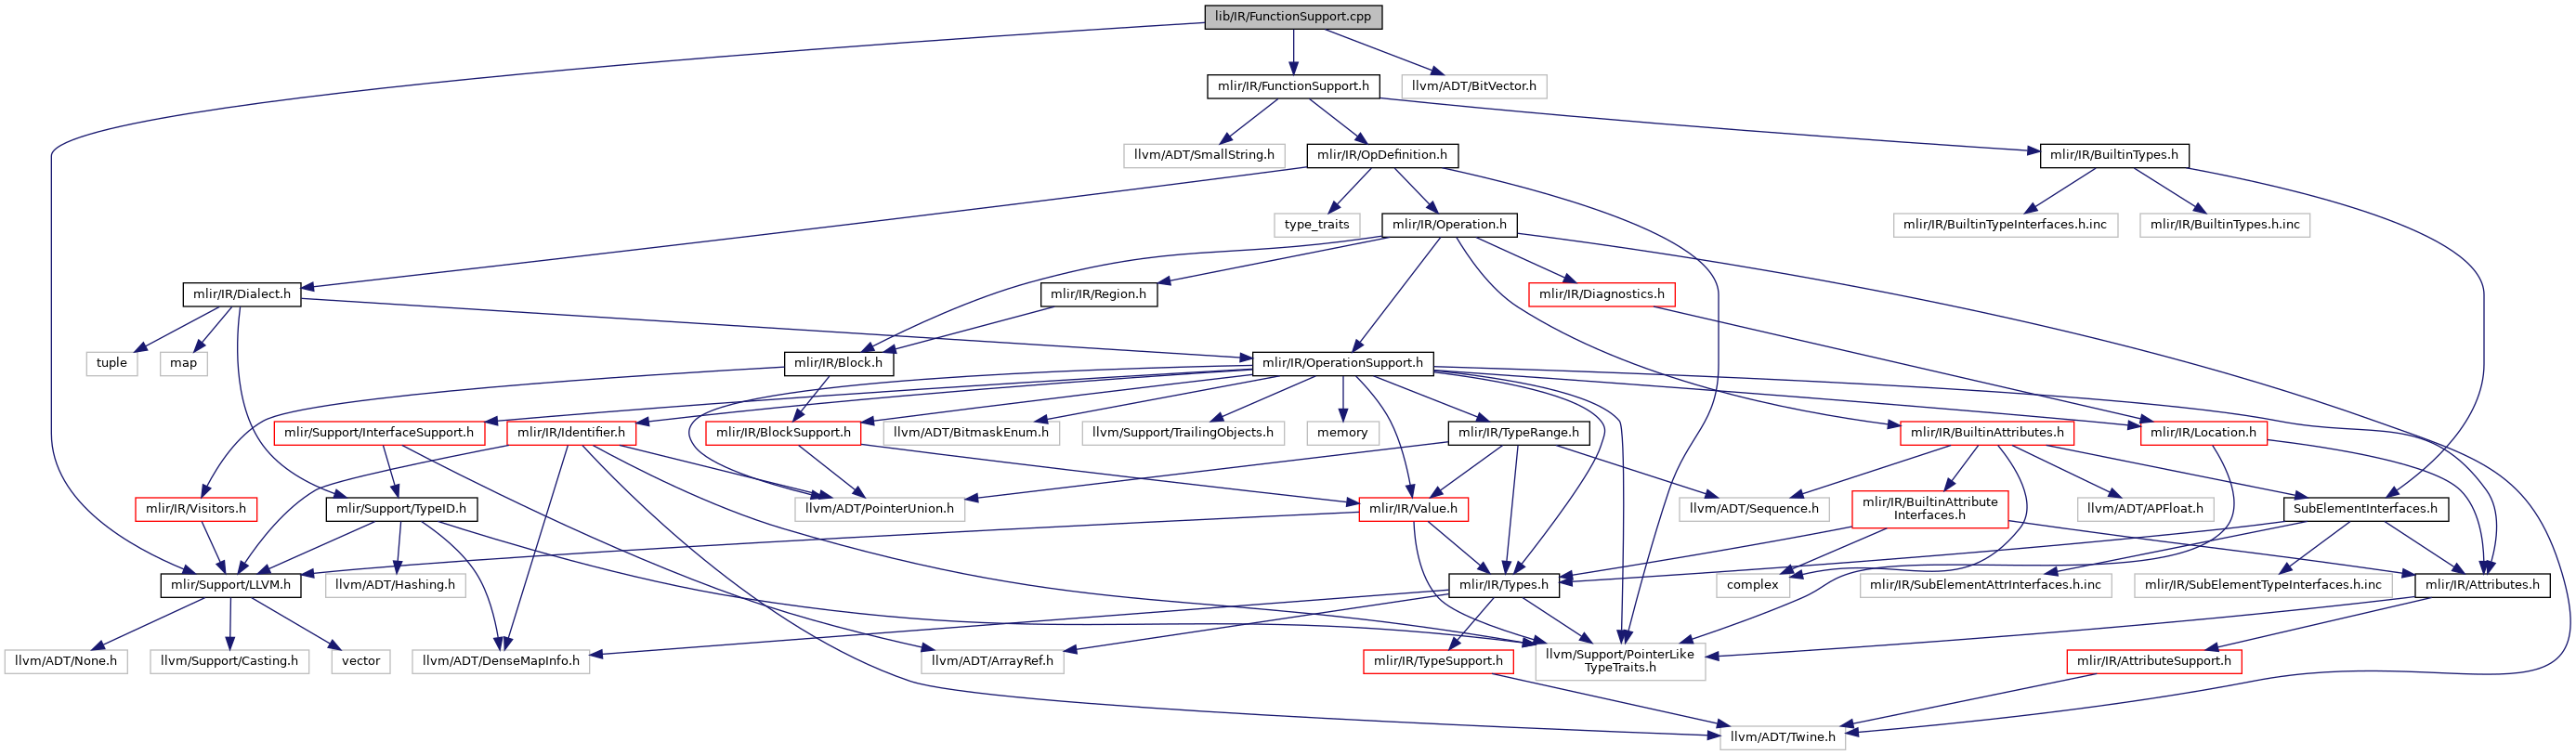 lib/IR/FunctionSupport.cpp
mlir/IR/FunctionSupport.h
llvm/ADT/BitVector.h
llvm/ADT/SmallString.h
mlir/IR/OpDefinition.h
mlir/IR/BuiltinTypes.h
type_traits
mlir/IR/Operation.h
mlir/IR/BuiltinTypeInterfaces.h.inc
mlir/IR/BuiltinTypes.h.inc
mlir/IR/Dialect.h
mlir/IR/Region.h
mlir/IR/Diagnostics.h
tuple
map
mlir/IR/Block.h
mlir/IR/OperationSupport.h
mlir/Support/InterfaceSupport.h
mlir/IR/Identifier.h
mlir/IR/BlockSupport.h
llvm/ADT/BitmaskEnum.h
llvm/Support/TrailingObjects.h
memory
mlir/IR/TypeRange.h
mlir/IR/BuiltinAttributes.h
mlir/IR/Location.h
mlir/IR/Visitors.h
mlir/Support/TypeID.h
llvm/ADT/PointerUnion.h
mlir/IR/Value.h
llvm/ADT/Sequence.h
mlir/IR/BuiltinAttribute
Interfaces.h
llvm/ADT/APFloat.h
SubElementInterfaces.h
mlir/Support/LLVM.h
llvm/ADT/Hashing.h
mlir/IR/Types.h
complex
mlir/IR/SubElementAttrInterfaces.h.inc
mlir/IR/SubElementTypeInterfaces.h.inc
mlir/IR/Attributes.h
llvm/ADT/None.h
llvm/Support/Casting.h
vector
llvm/ADT/DenseMapInfo.h
llvm/ADT/ArrayRef.h
mlir/IR/TypeSupport.h
llvm/Support/PointerLike
TypeTraits.h
mlir/IR/AttributeSupport.h
llvm/ADT/Twine.h